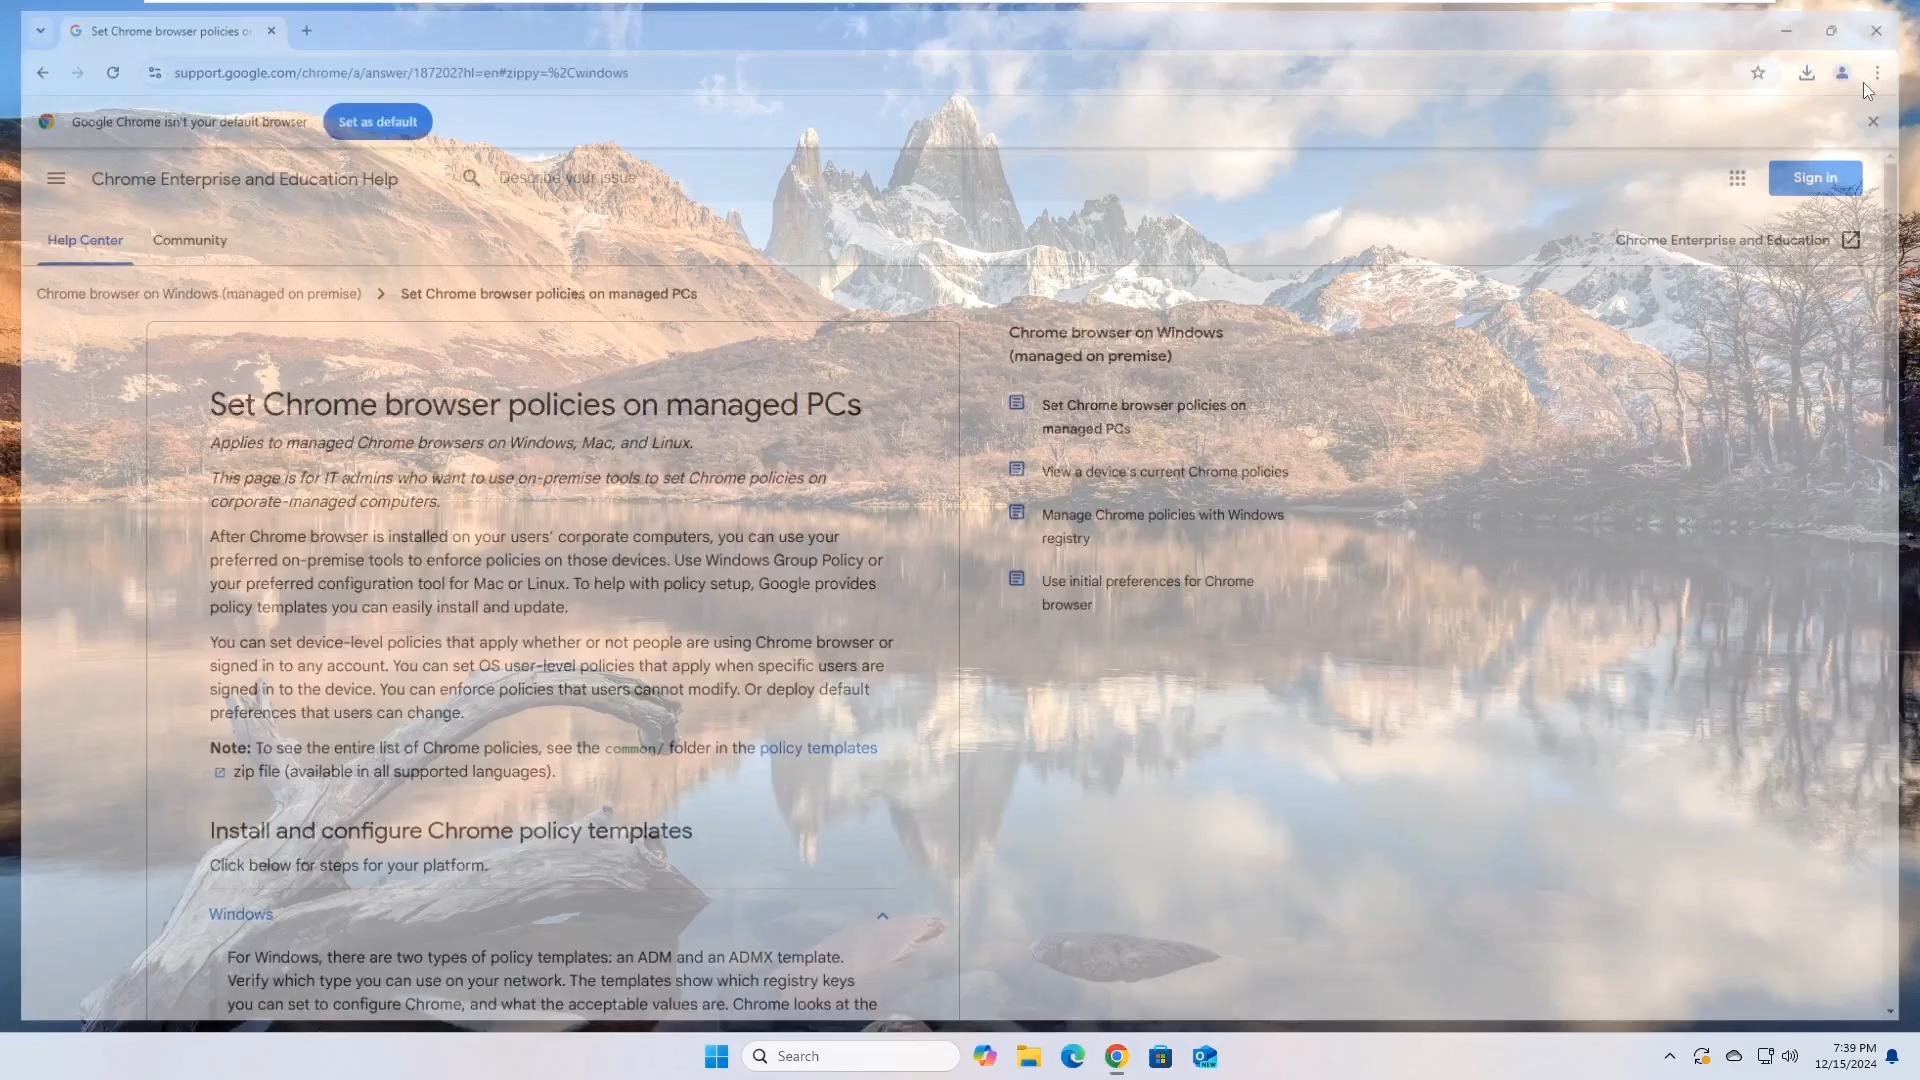 Set Chrome browser policies o
support.google.com/chrome/a/answer/187202?hl=en#zippy=%2Cwindows
Google Chrome isn't your default browser
Set as default
Chrome Enterprise and Education Help
Describe your issue
Sign in
Help Center
Community
Chrome Enterprise and Education
Chrome browser on Windows (managed on premise)
Set Chrome browser policies on managed PCs
Set Chrome browser policies on managed PCs
Applies to managed Chrome browsers on Windows, Mac, and Linux.
This page is for IT admins who want to use on-premise tools to set Chrome policies on
corporate-managed computers.
After Chrome browser is installed on your users' corporate computers, you can use your
preferred on-premise tools to enforce policies on those devices. Use Windows Group Policy or
your preferred configuration tool for Mac or Linux. To help with policy setup, Google provides
policy templates you can easily install and update.
You can set device-level policies that apply whether or not people are using Chrome browser or
signed in to any account. You can set OS user-level policies that apply when specific users are
signed in to the device. You can enforce policies that users cannot modify. Or deploy default
preferences that users can change.
Note: To see the entire list of Chrome policies, see the common/ folder in the policy templates
zip file (available in all supported languages).
Install and configure Chrome policy templates
Click below for steps for your platform.
Windows
For Windows, there are two types of policy templates: an ADM and an ADMX template.
Verify which type you can use on your network. The templates show which registry keys
you can set to configure Chrome, and what the acceptable values are. Chrome looks at the
Chrome browser on Windows
(managed on premise)
Set Chrome browser policies on
managed PCs
View a device's current Chrome policies
Manage Chrome policies with Windows
registry
Use initial preferences for Chrome
browser
Search
NEW
7:39 PM
12/15/2024